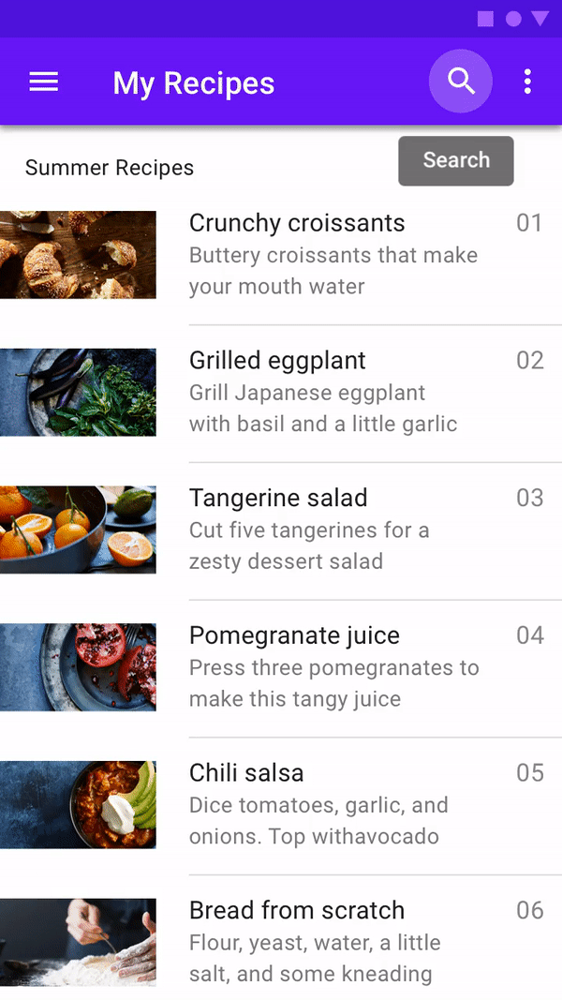 My Recipes
Search
Summer Recipes
Crunchy croissants 01
Buttery croissants that make
your mouth water
Grilled eggplant 02
Grill Japanese eggplant
with basil and a little garlic
Tangerine salad 03
Cut five tangerines for a
zesty dessert salad
Pomegranate juice 04
Press three pomegranates to
make this tangy juice
Chili salsa 05
Dice tomatoes, garlic, and
onions. Top withavocado
Bread from scratch 06
Flour, yeast, water, a little
salt, and some kneading